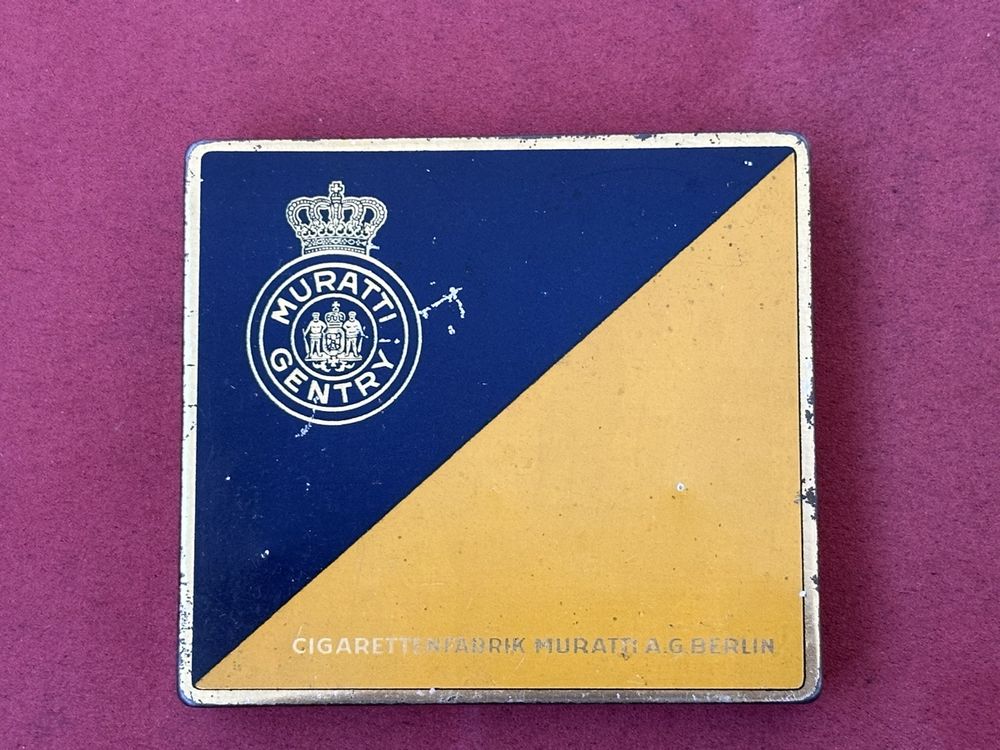 MURATTI
GENTRY
CIGARETTENFABRIK MURATTI A.G. BERLIN